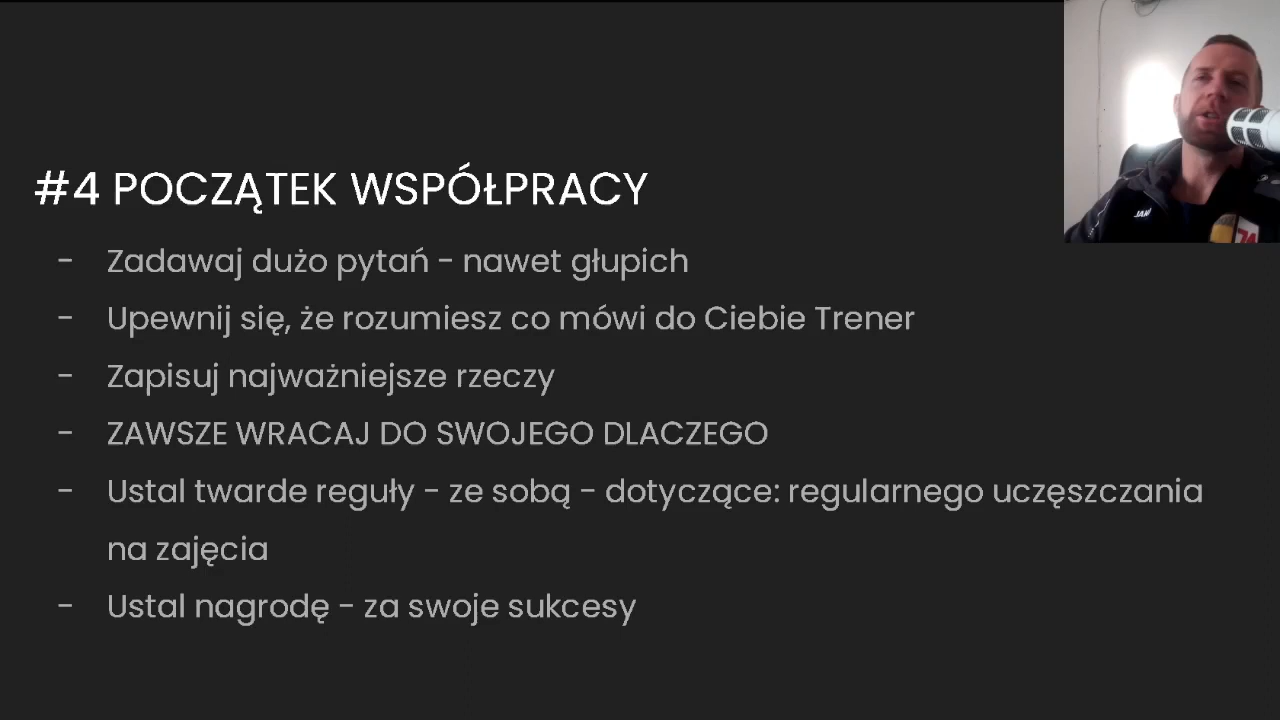 #4 POCZĄTEK WSPÓŁPRACY
- Zadawaj dużo pytań - nawet głupich
- Upewnij się, że rozumiesz co mówi do Ciebie Trener
- Zapisuj najważniejsze rzeczy
- ZAWSZE WRACAJ DO SWOJEGO DLACZEGO
- Ustal twarde reguły - ze sobą - dotyczące: regularnego uczęszczania
na zajęcia
- Ustal nagrodę - za swoje sukcesy